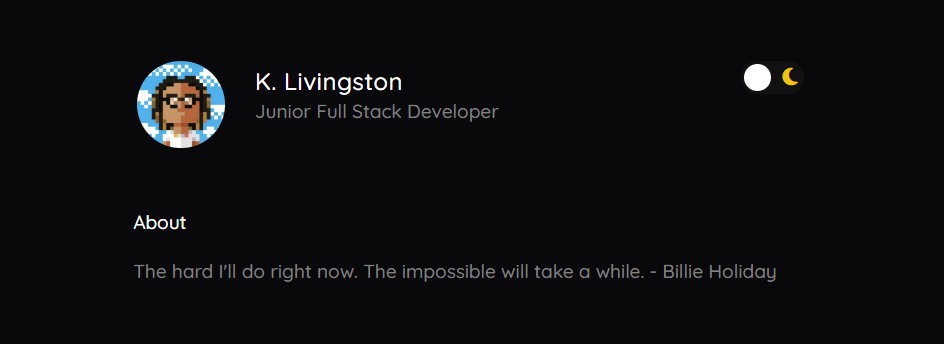 K. Livingston
Junior Full Stack Developer
About
The hard I'll do right now. The impossible will take a while. - Billie Holiday